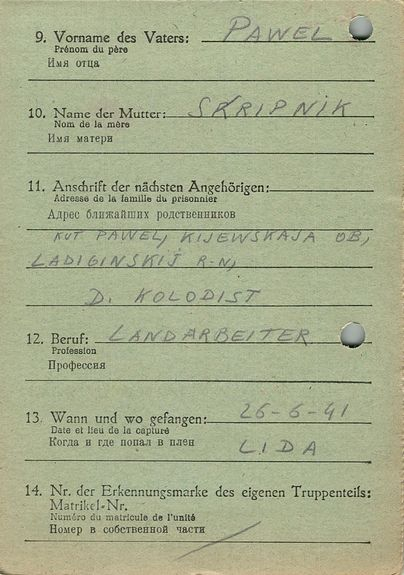 9. Vorname des Vaters: PAWEL
Prénom du père
Имя отца
10. Name der Mutter: SKRIPNIK
Nom de la mère
Имя матери
11. Anschrift der nächsten Angehörigen:
Adresse de la famille du prisonnier
Адрес ближайших родственников
KUT PAWEL, KIJEWSKAJA OB,
LADIGINSKIJ R-N,
D. KOLODIST
12. Beruf: LANDARBEITER
Profession
Профессия
13. Wann und wo gefangen: 26-6-41
Date et lieu de la capture
Когда и где попал в плен LIDA
14. Nr. der Erkennungsmarke des eigenen Truppenteils:
Matrikel-Nr.
Numéro du matricule de l'unité
Номер в собственной части